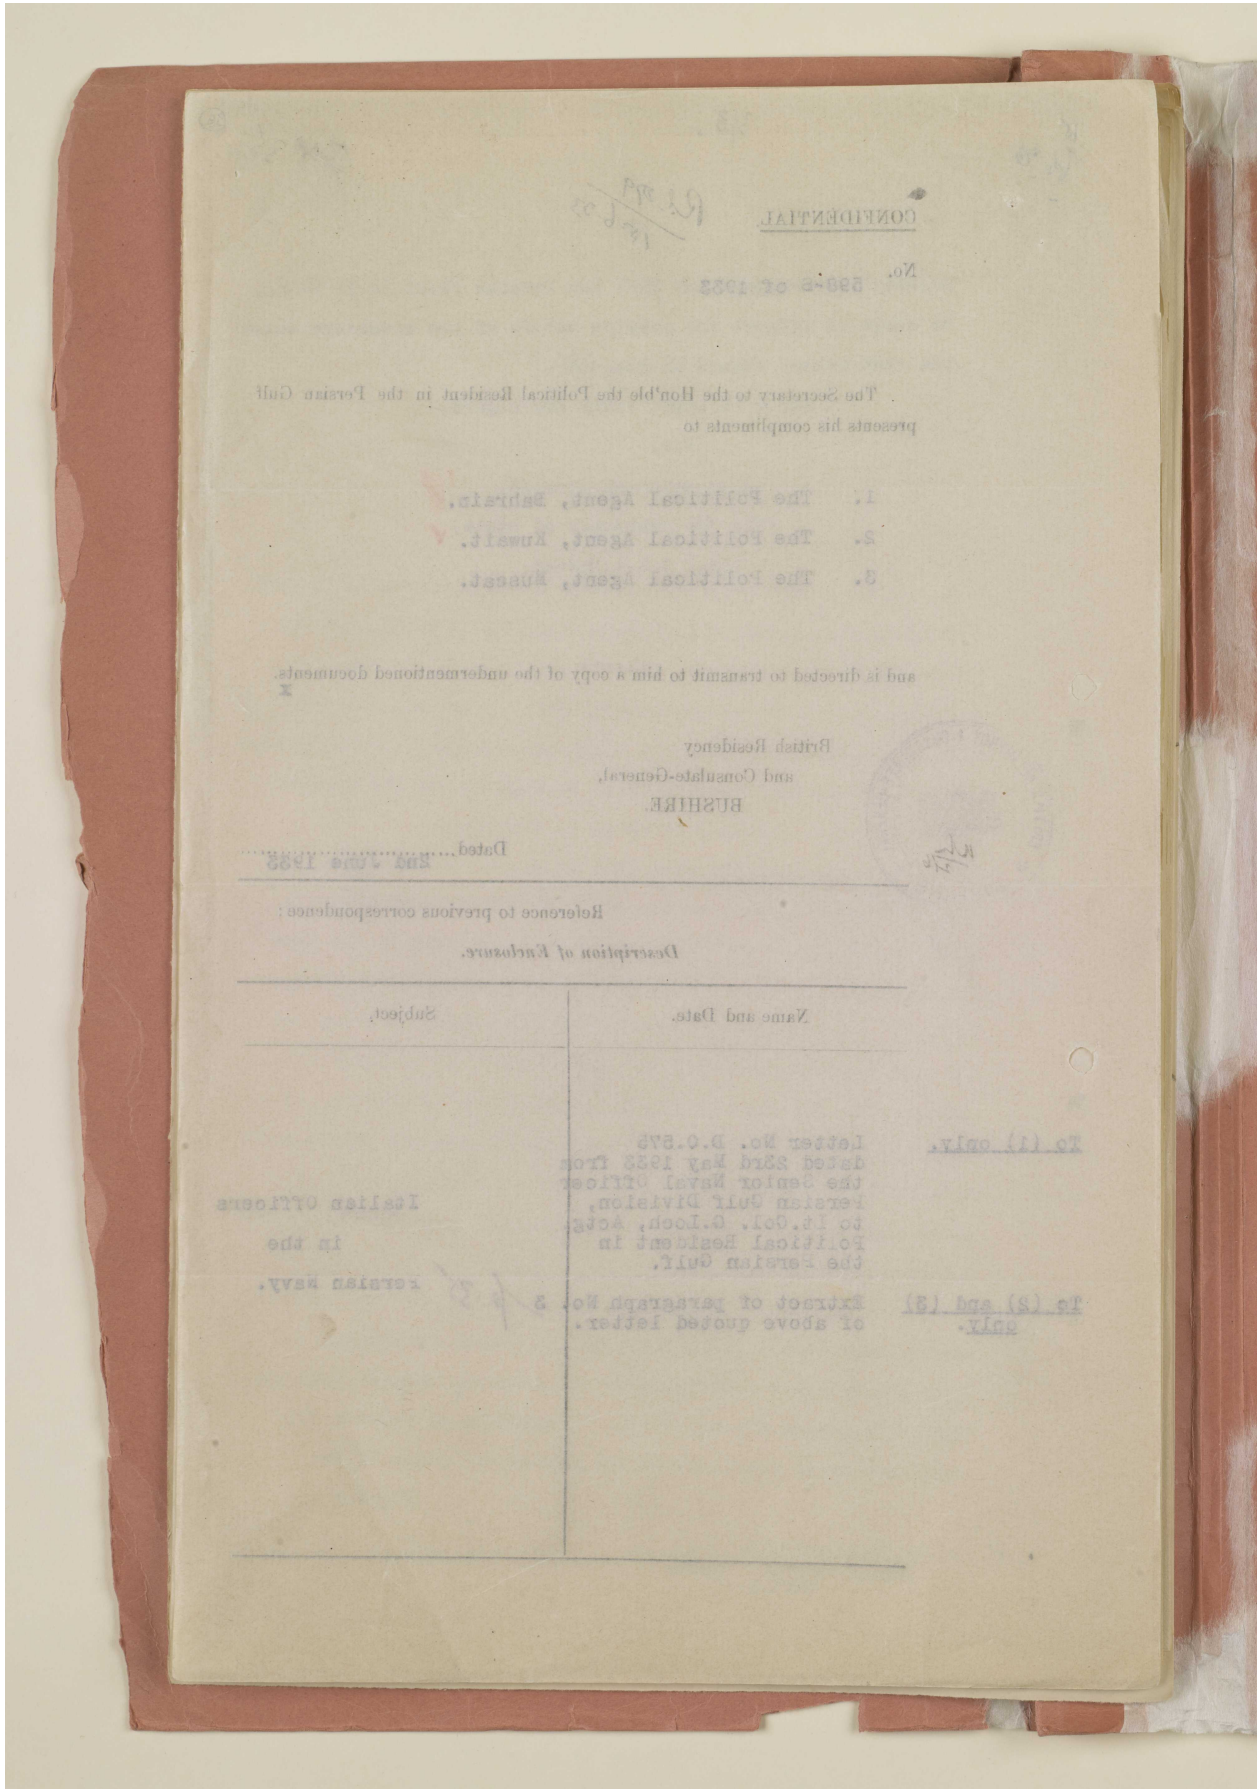 CONFIDENTIAL.
No. 598-S of 1933
The Secretary to the Hon'ble the Political Resident in the Persian Gulf
presents his compliments to
1. The Political Agent, Bahrain.
2. The Political Agent, Kuwait.
3. The Political Agent, Muscat.
and is directed to transmit to him a copy of the undermentioned documents.
x
British Residency
and Consulate-General,
BUSHIRE.
Dated 2nd June 1933
Reference to previous correspondence:
Description of Enclosure.
Name and Date.
Subject.
To (1) only.
Letter No. D.O.575
dated 23rd May 1933 from
the Senior Naval Officer
Persian Gulf Division,
to Lt.Col. G.Loch, Actg.
Political Resident in
the Persian Gulf.
Italian Officers
in the
Persian Navy.
To (2) and (3)
only.
Extract of paragraph No. 3
of above quoted letter.